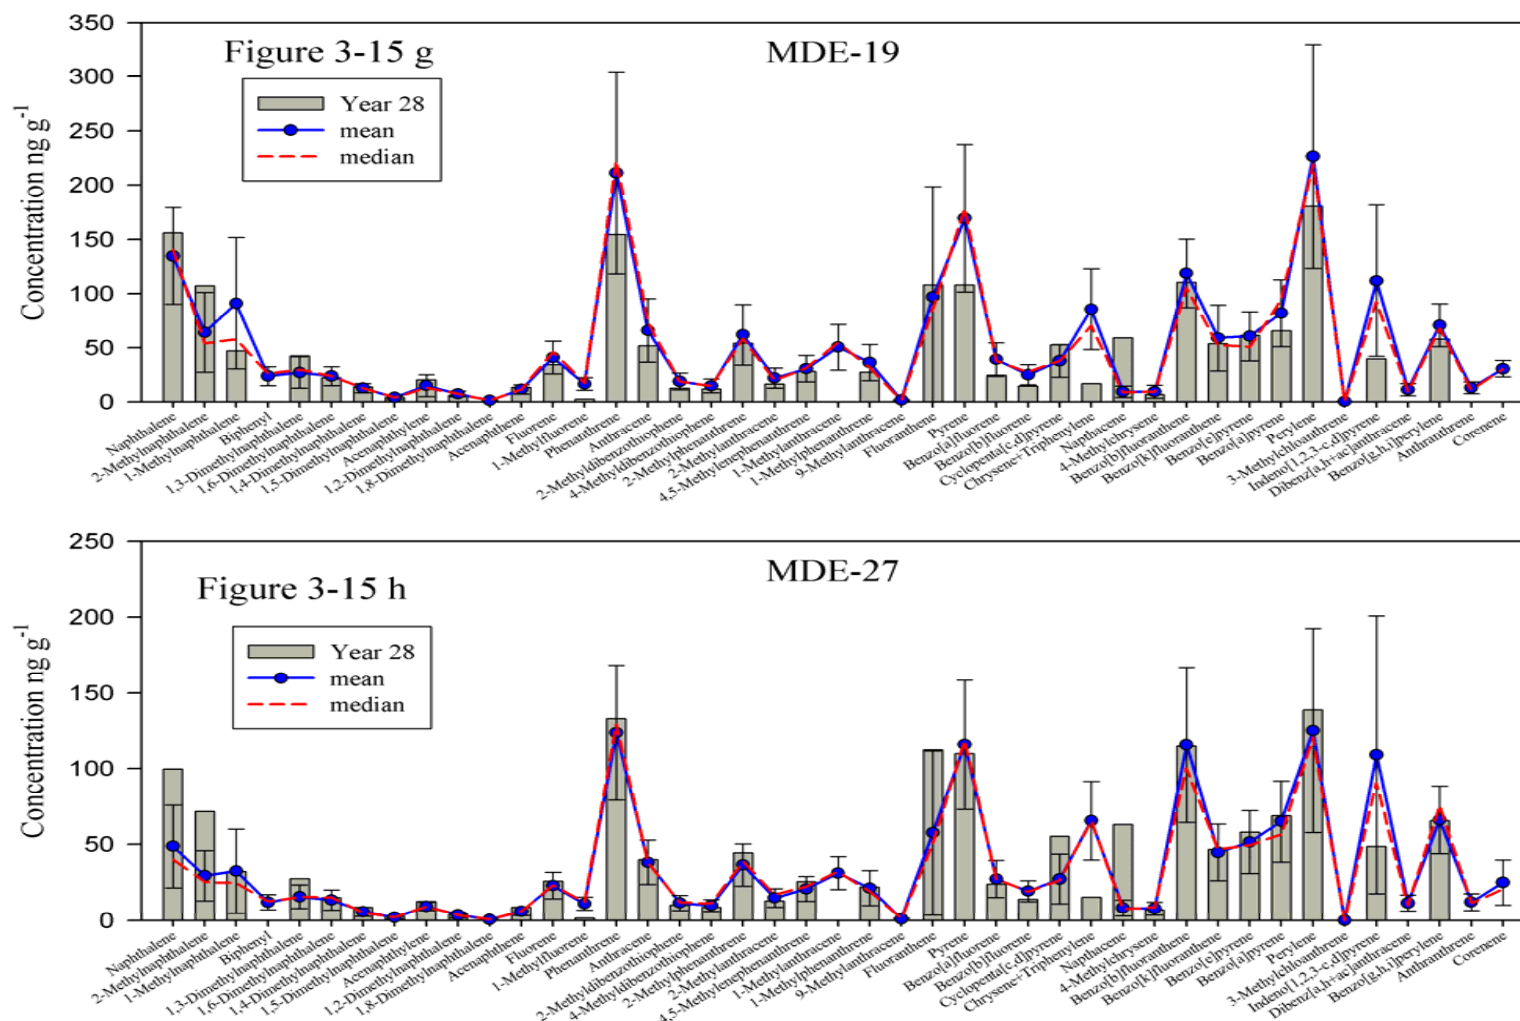 Figure 3-15 g
MDE-19
Year 28
mean
median
Concentration ng g-1
350
300
250
200
150
100
50
0
Naphthalene
2-Methylnaphthalene
1-Methylnaphthalene
Biphenyl
1,3-Dimethylnaphthalene
1,6-Dimethylnaphthalene
1,4-Dimethylnaphthalene
1,5-Dimethylnaphthalene
Acenaphthylene
1,2-Dimethylnaphthalene
1,8-Dimethylnaphthalene
Acenaphthene
Fluorene
1-Methylfluorene
Phenanthrene
Anthracene
2-Methyldibenzothiophene
4-Methyldibenzothiophene
2-Methylphenanthrene
2-Methylanthracene
4,5-Methylenephenanthrene
1-Methylanthracene
1-Methylphenanthrene
9-Methylanthracene
Fluoranthene
Pyrene
Benzo[a]fluorene
Benzo[b]fluorene
Cyclopenta[c,d]pyrene
Chrysene+Triphenylene
Napthacene
4-Methylchrysene
Benzo[b]fluoranthene
Benzo[k]fluoranthene
Benzo[e]pyrene
Benzo[a]pyrene
Perylene
3-Methylchloanthrene
Indeno[1,2,3-c,d]pyrene
Dibenz[a,h+ac]anthracene
Benzo[g,h,i]perylene
Anthranthrene
Corenene
Figure 3-15 h
MDE-27
Year 28
mean
median
Concentration ng g-1
250
200
150
100
50
0
Naphthalene
2-Methylnaphthalene
1-Methylnaphthalene
Biphenyl
1,3-Dimethylnaphthalene
1,6-Dimethylnaphthalene
1,4-Dimethylnaphthalene
1,5-Dimethylnaphthalene
Acenaphthylene
1,2-Dimethylnaphthalene
1,8-Dimethylnaphthalene
Acenaphthene
Fluorene
1-Methylfluorene
Phenanthrene
Anthracene
2-Methyldibenzothiophene
4-Methyldibenzothiophene
2-Methylphenanthrene
2-Methylanthracene
4,5-Methylenephenanthrene
1-Methylanthracene
1-Methylphenanthrene
9-Methylanthracene
Fluoranthene
Pyrene
Benzo[a]fluorene
Benzo[b]fluorene
Cyclopenta[c,d]pyrene
Chrysene+Triphenylene
Napthacene
4-Methylchrysene
Benzo[b]fluoranthene
Benzo[k]fluoranthene
Benzo[e]pyrene
Benzo[a]pyrene
Perylene
3-Methylchloanthrene
Indeno[1,2,3-c,d]pyrene
Dibenz[a,h+ac]anthracene
Benzo[g,h,i]perylene
Anthranthrene
Corenene